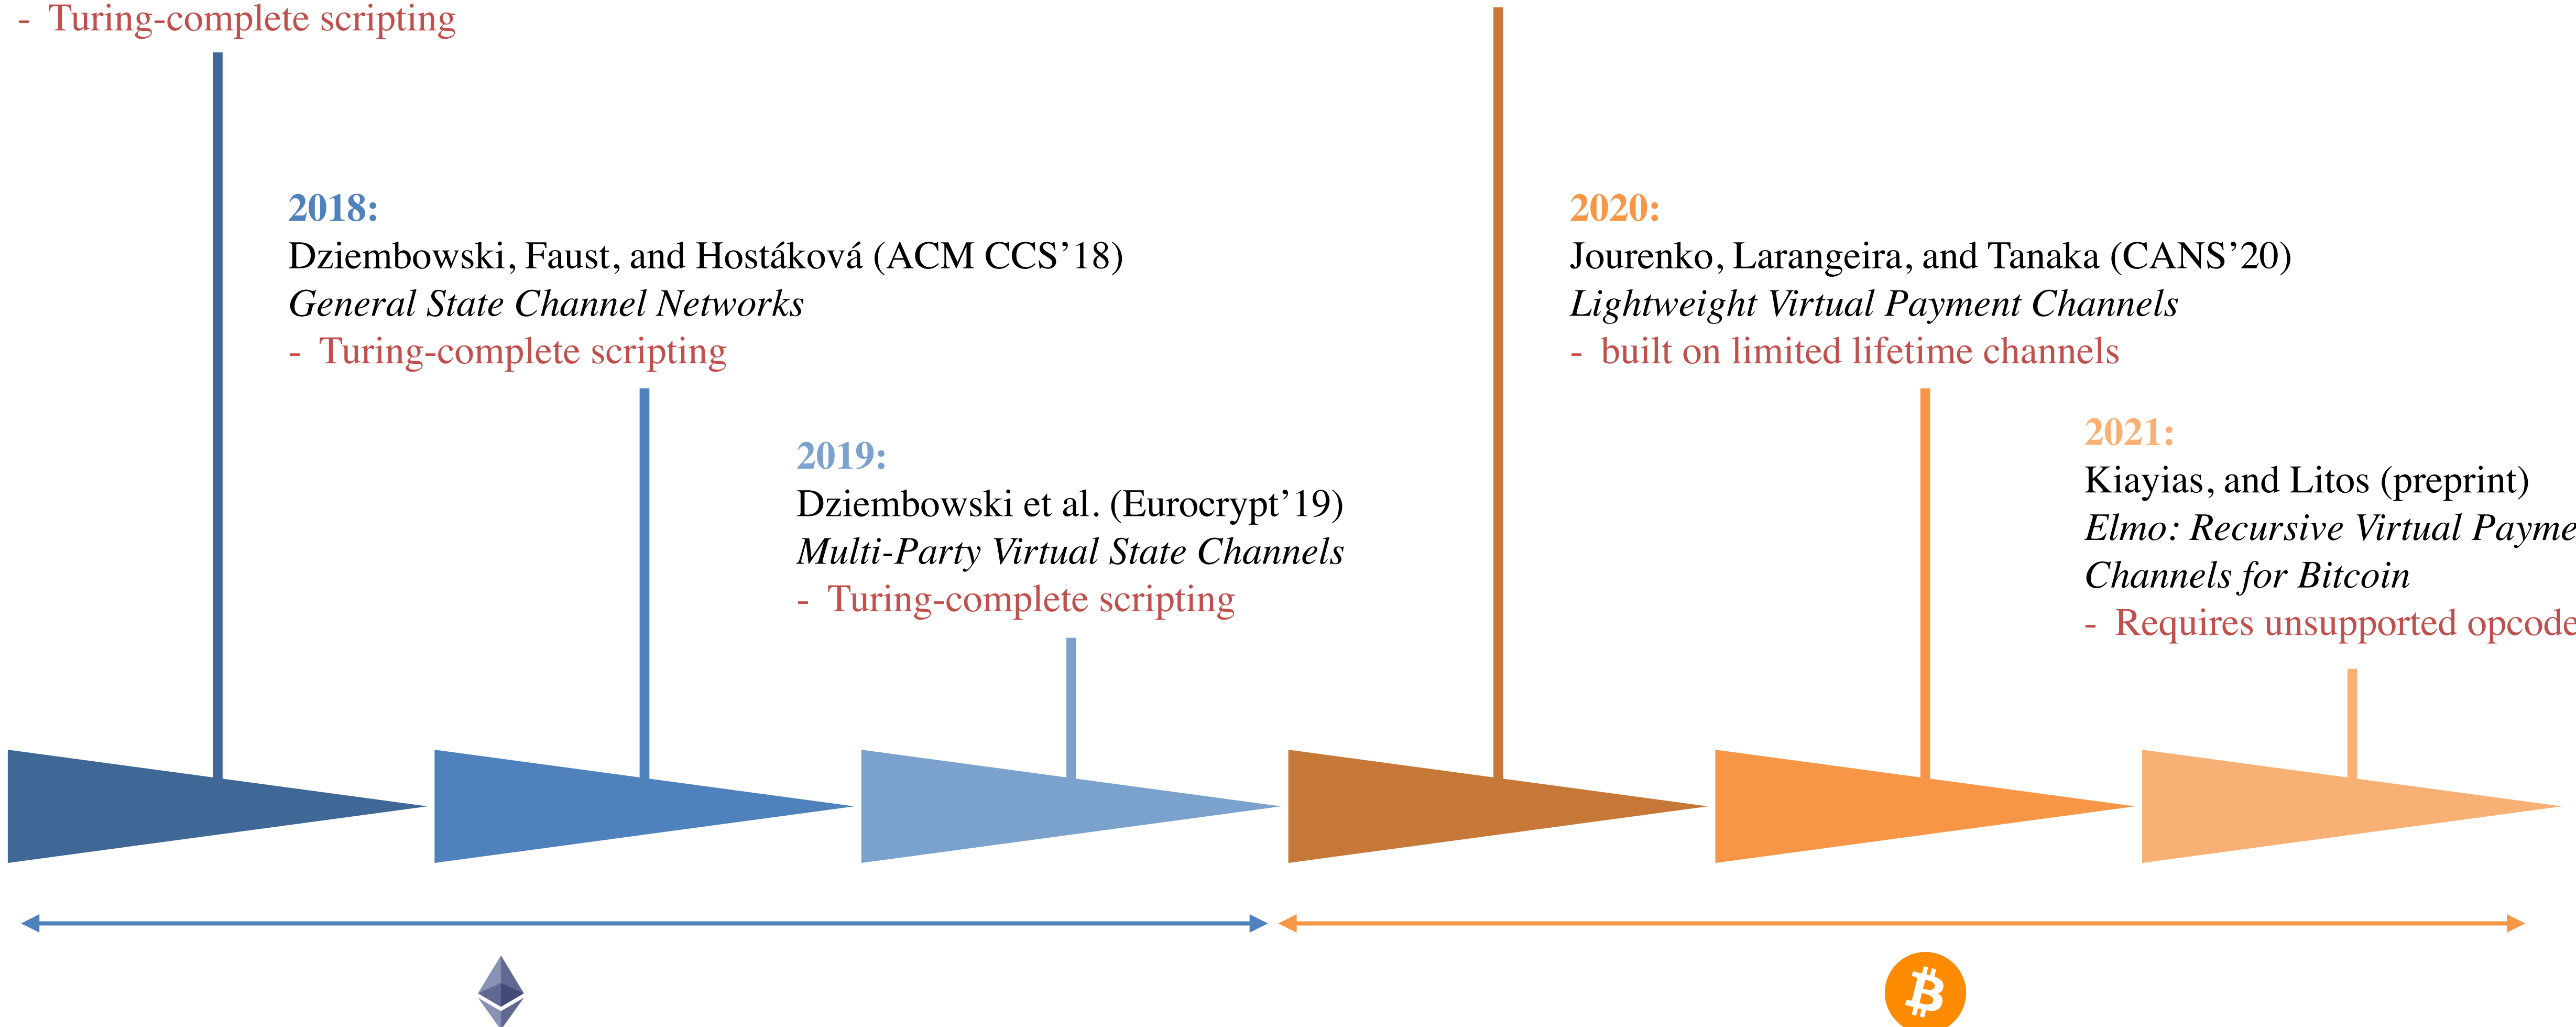 - Turing-complete scripting
2018:
Dziembowski, Faust, and Hostáková (ACM CCS’18)
General State Channel Networks
- Turing-complete scripting
2019:
Dziembowski et al. (Eurocrypt’19)
Multi-Party Virtual State Channels
- Turing-complete scripting
2020:
Jourenko, Larangeira, and Tanaka (CANS’20)
Lightweight Virtual Payment Channels
- built on limited lifetime channels
2021:
Kiayias, and Litos (preprint)
Elmo: Recursive Virtual Payme
Channels for Bitcoin
- Requires unsupported opcode